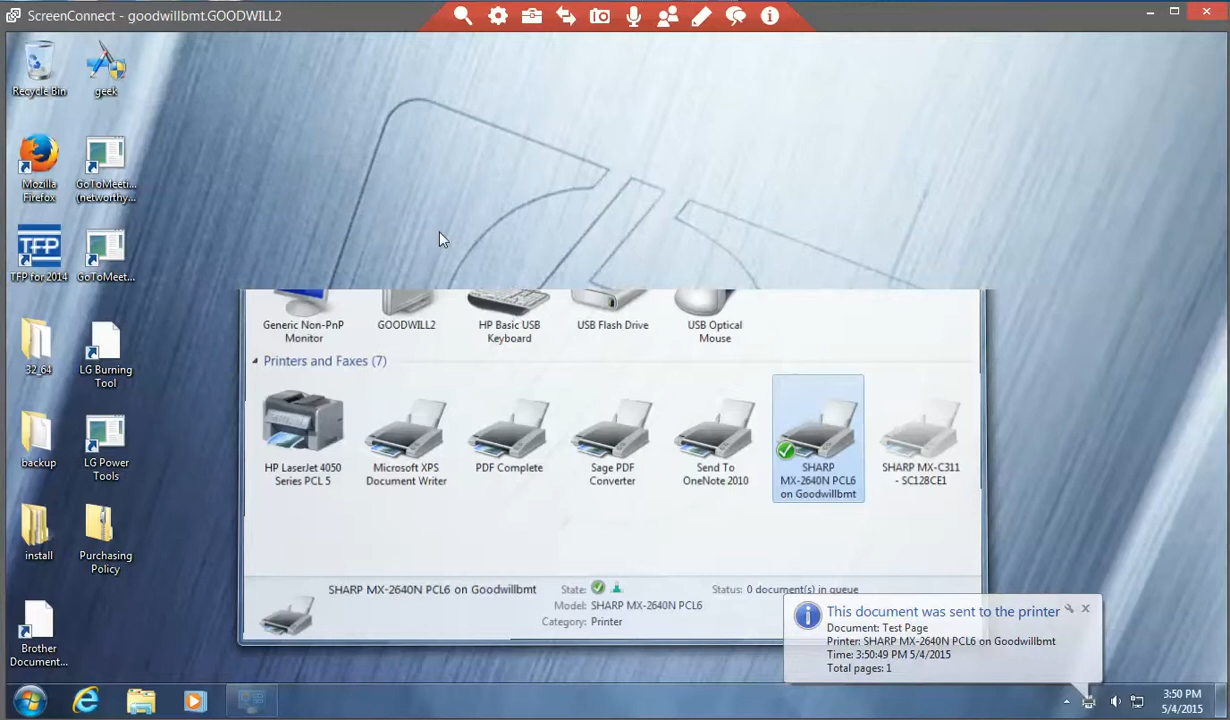 ScreenConnect - goodwillbmt.GOODWILL2
Recycle Bin
geek
Mozilla
Firefox
GoToMeeti...
(networthy...
TFP
TFP for 2014
GoToMeet...
32_64
LG Burning
Tool
backup
LG Power
Tools
install
Purchasing
Policy
Brother
Document...
Generic Non-PnP
Monitor
GOODWILL2
HP Basic USB
Keyboard
USB Flash Drive
USB Optical
Mouse
Printers and Faxes (7)
HP LaserJet 4050
Series PCL 5
Microsoft XPS
Document Writer
PDF Complete
Sage PDF
Converter
Send To
OneNote 2010
SHARP
MX-2640N PCL6
on Goodwillbmt
SHARP MX-C311
- SC128CE1
SHARP MX-2640N PCL6 on Goodwillbmt
State:
Status: 0 document(s) in queue
Model: SHARP MX-2640N PCL6
Category: Printer
This document was sent to the printer
Document: Test Page
Printer: SHARP MX-2640N PCL6 on Goodwillbmt
Time: 3:50:49 PM 5/4/2015
Total pages: 1
3:50 PM
5/4/2015